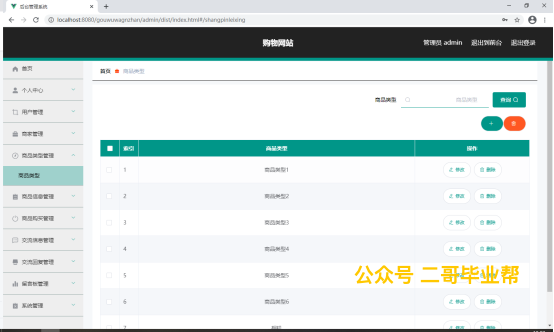 后台管理系统
localhost:8080/gouwuwagnzhan/admin/dist/index.html#/shangpinleixing
购物网站
管理员 admin 退出到前台 退出登录
首页
个人中心
用户管理
商家管理
商品类型管理
商品类型
商品信息管理
商品购买管理
交流信息管理
交流回复管理
留言板管理
系统管理
首页 商品类型
商品类型 商品类型 查询
索引 商品类型 操作
1 商品类型1 修改 删除
2 商品类型2 修改 删除
3 商品类型3 修改 删除
4 商品类型4 修改 删除
5 商品类型5 修改 删除
6 商品类型6 修改 删除
公众号 二哥毕业帮